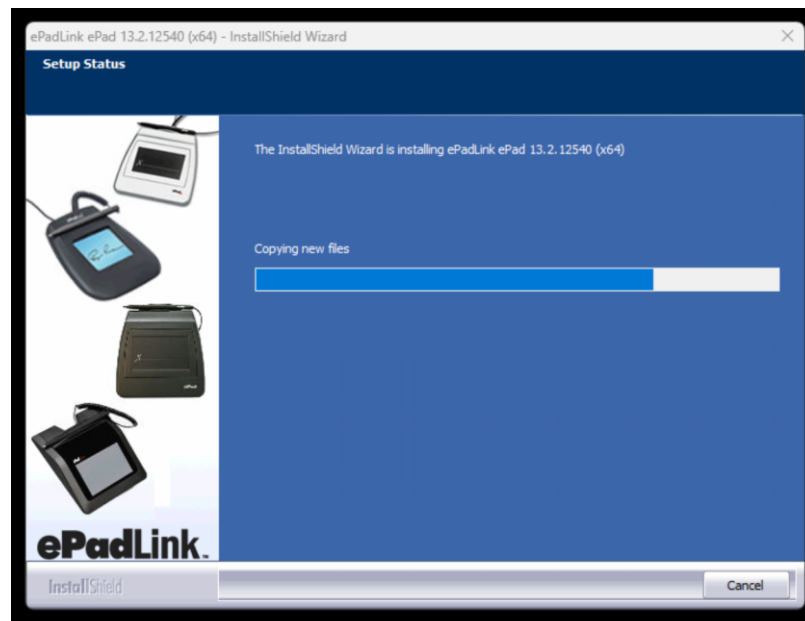 ePadLink ePad 13.2.12540 (x64) - InstallShield Wizard
Setup Status
The InstallShield Wizard is installing ePadLink ePad 13.2.12540 (x64)
Copying new files
ePadLink
InstallShield
Cancel